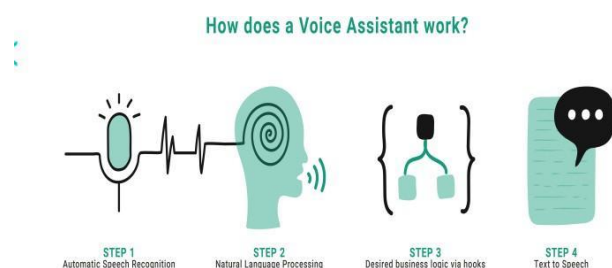 How does a Voice Assistant work?
STEP 1
Automatic Speech Recognition
STEP 2
Natural Language Processing
STEP 3
Desired business logic via hooks
STEP 4
Text to Speech